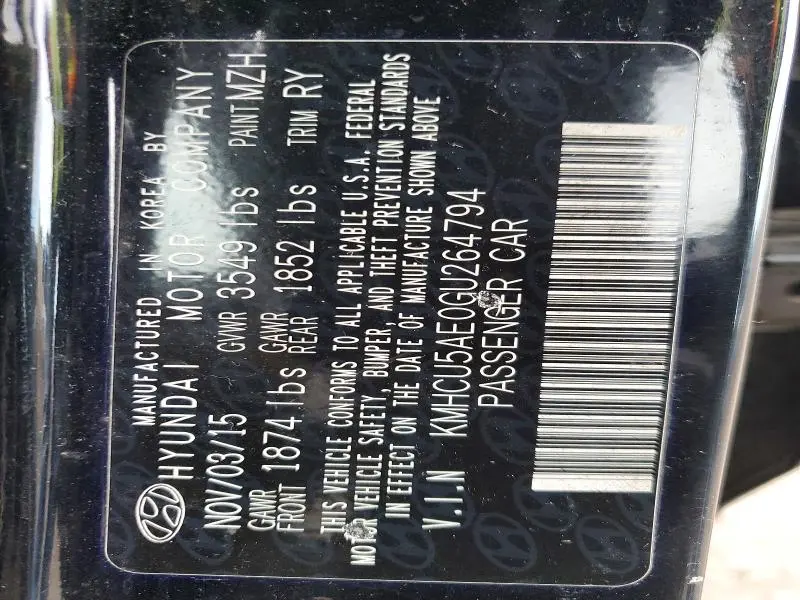 MANUFACTURED IN KOREA BY
HYUNDAI MOTOR COMPANY
NOV/03/15 GVWR 3549 lbs PAINT MZH
GAWR FRONT 1874 lbs GAWR REAR 1852 lbs TRIM RY
THIS VEHICLE CONFORMS TO ALL APPLICABLE U.S.A. FEDERAL
MOTOR VEHICLE SAFETY, BUMPER, AND THEFT PREVENTION STANDARDS
IN EFFECT ON THE DATE OF MANUFACTURE SHOWN ABOVE
V.I.N KMHCU5AE0GU264794
PASSENGER CAR